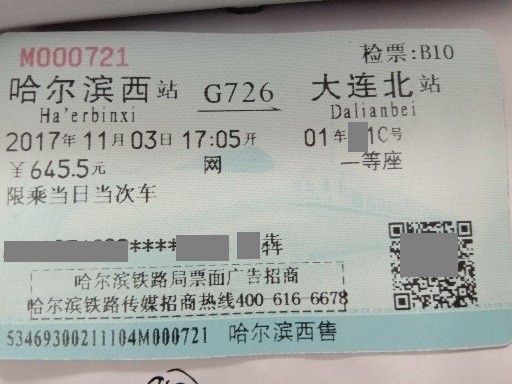 M000721
检票:B10
哈尔滨西站 G726 大连北站
Ha'erbinxi Dalianbei
2017年11月03日 17:05开 01车 1C号
¥645.5元 网 一等座
限乘当日当次车
****
哈尔滨铁路局票面广告招商
哈尔滨铁路传媒招商热线400 616 6678
53469300211104M000721 哈尔滨西售